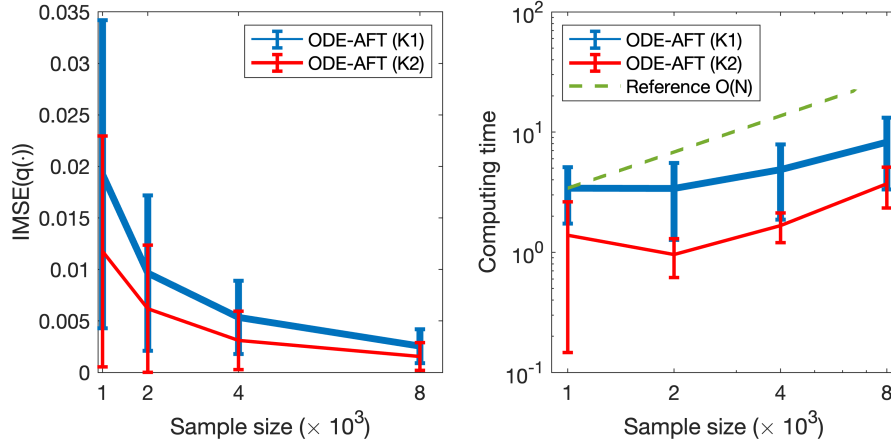 0.035
0.03
0.025
0.02
0.015
0.01
0.005
0
IMSE(q(·))
ODE-AFT (K1)
ODE-AFT (K2)
1 2 4 8
Sample size (× 10³)
10²
10¹
10⁰
10⁻¹
Computing time
ODE-AFT (K1)
ODE-AFT (K2)
Reference O(N)
1 2 4 8
Sample size (× 10³)